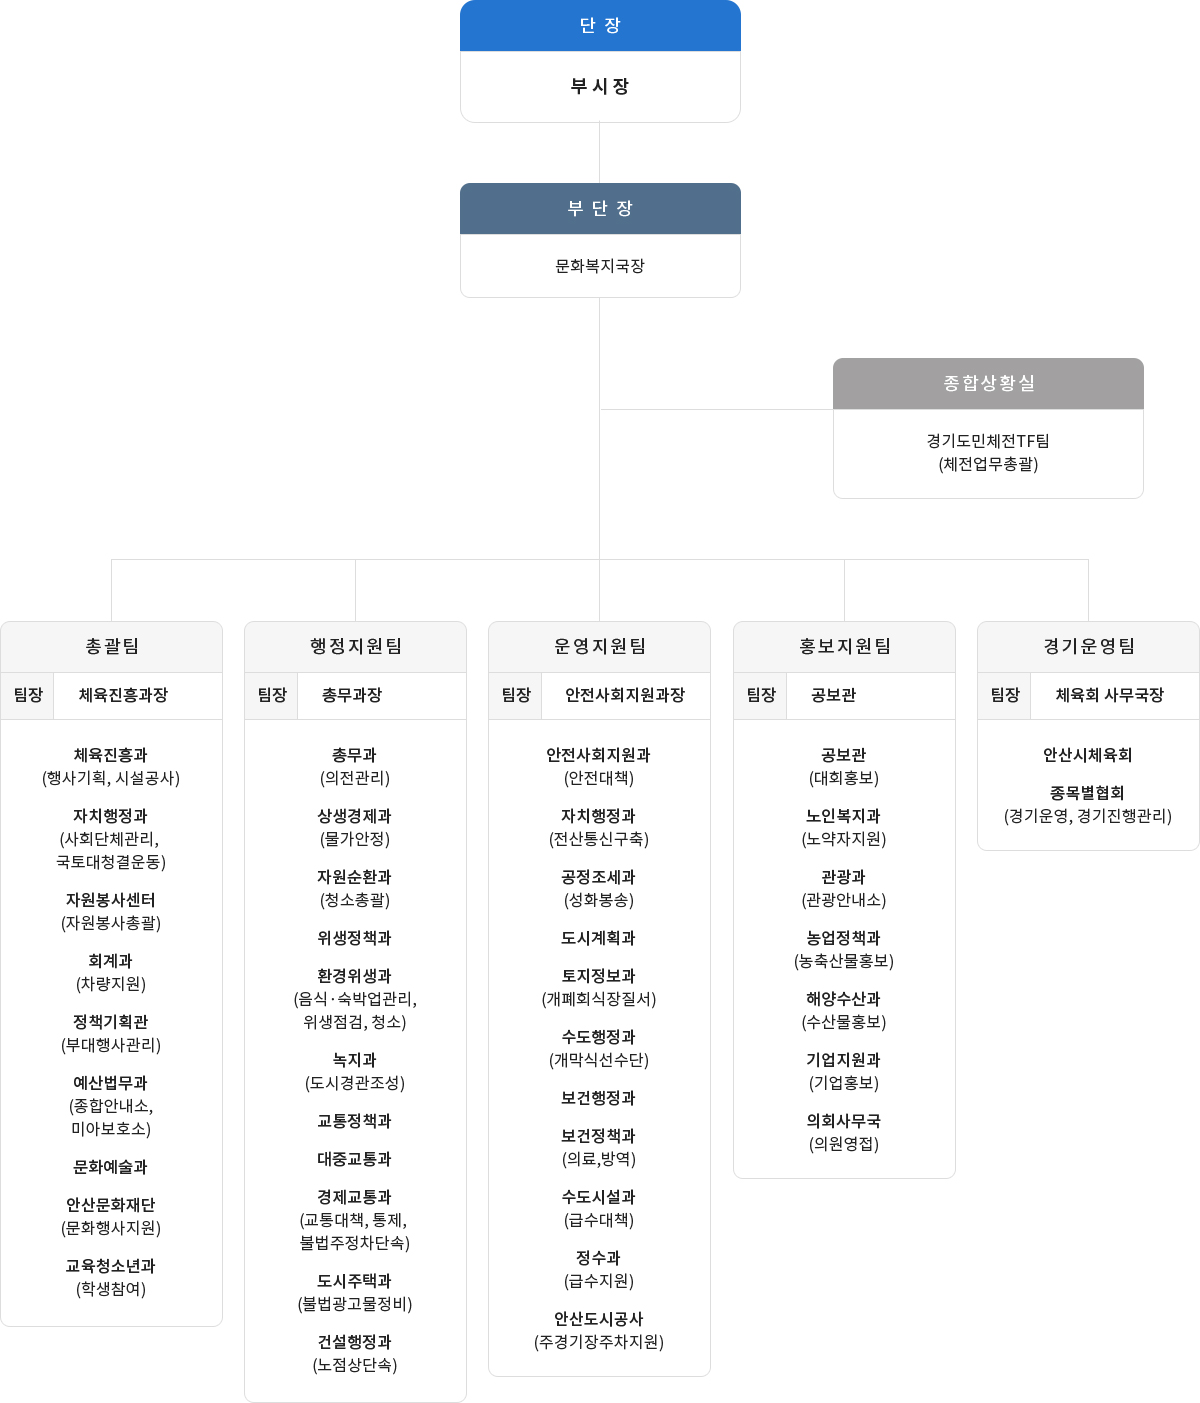 단 장
부 시 장
부 단 장
문화복지국장
종합상황실
경기도민체전TF팀
(체전업무총괄)
총괄팀
팀장 체육진흥과장
체육진흥과
(행사기획, 시설공사)
자치행정과
(사회단체관리,
국토대청결운동)
자원봉사센터
(자원봉사총괄)
회계과
(차량지원)
정책기획관
(부대행사관리)
예산법무과
(종합안내소,
미아보호소)
문화예술과
안산문화재단
(문화행사지원)
교육청소년과
(학생참여)
행정지원팀
팀장 총무과장
총무과
(의전관리)
상생경제과
(물가안정)
자원순환과
(청소총괄)
위생정책과
환경위생과
(음식·숙박업관리,
위생점검, 청소)
녹지과
(도시경관조성)
교통정책과
대중교통과
경제교통과
(교통대책, 통제,
불법주정차단속)
도시주택과
(불법광고물정비)
건설행정과
(노점상단속)
운영지원팀
팀장 안전사회지원과장
안전사회지원과
(안전대책)
자치행정과
(전산통신구축)
공정조세과
(성화봉송)
도시계획과
토지정보과
(개폐회식장질서)
수도행정과
(개막식선수단)
보건행정과
보건정책과
(의료,방역)
수도시설과
(급수대책)
정수과
(급수지원)
안산도시공사
(주경기장주차지원)
홍보지원팀
팀장 공보관
공보관
(대회홍보)
노인복지과
(노약자지원)
관광과
(관광안내소)
농업정책과
(농축산물홍보)
해양수산과
(수산물홍보)
기업지원과
(기업홍보)
의회사무국
(의원영접)
경기운영팀
팀장 체육회 사무국장
안산시체육회
종목별협회
(경기운영, 경기진행관리)